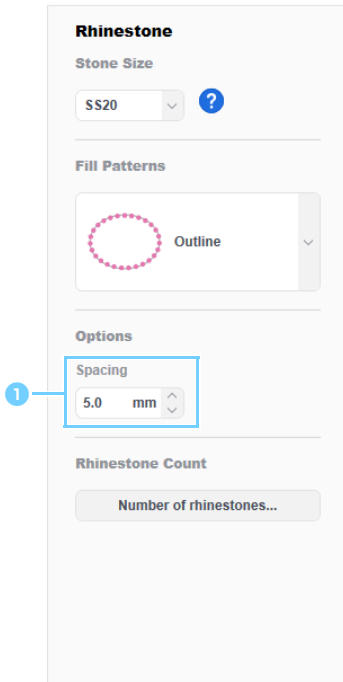 Rhinestone
Stone Size
SS20
?
Fill Patterns
Outline
Options
Spacing
1
5.0 mm
Rhinestone Count
Number of rhinestones...